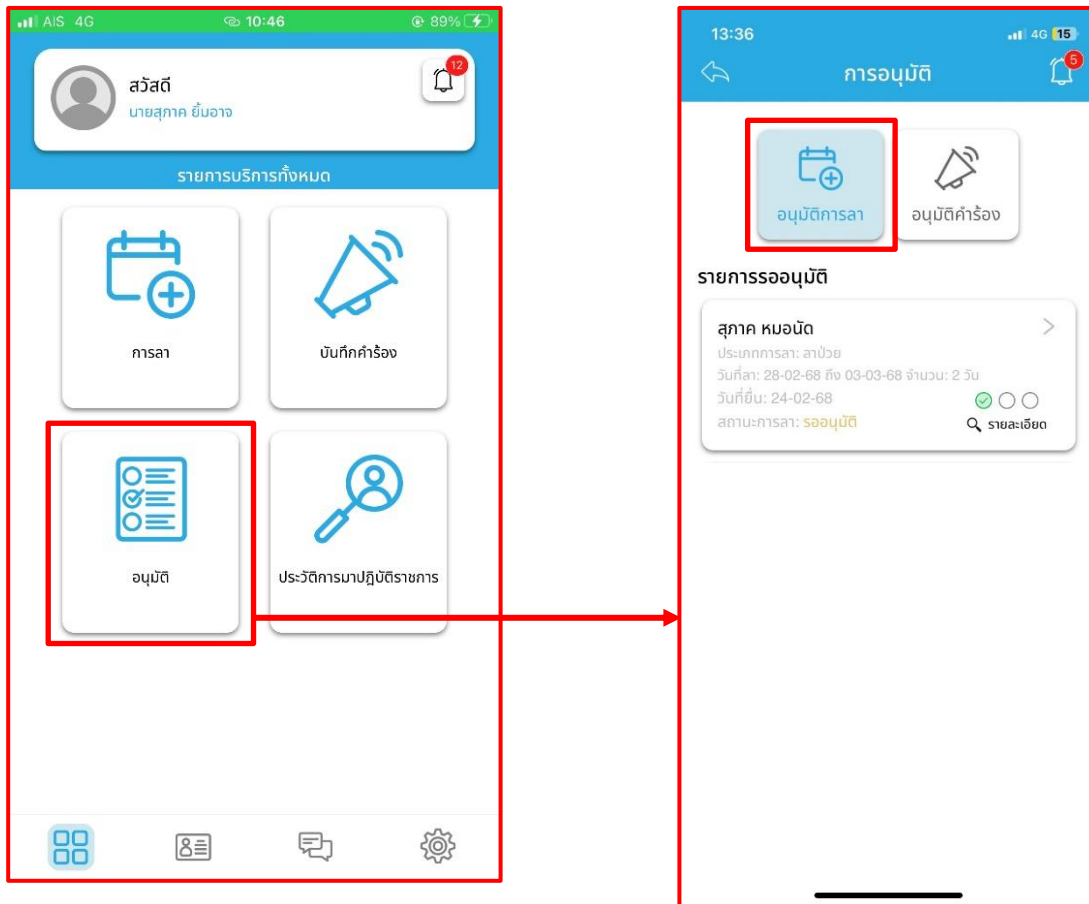 AIS 4G 10:46 89%
12
สวัสดี
นายสุภาค ยิ้มอาจ
รายการบริการทั้งหมด
การลา
บันทึกคำร้อง
อนุมัติ
ประวัติการมาปฏิบัติราชการ
13:36 4G 15
การอนุมัติ
5
อนุมัติการลา
อนุมัติคำร้อง
รายการรออนุมัติ
สุภาค หมอนัด
ประเภทการลา: ลาป่วย
วันที่ลา: 28-02-68 ถึง 03-03-68 จำนวน: 2 วัน
วันที่ยื่น: 24-02-68
สถานะการลา: รออนุมัติ
รายละเอียด